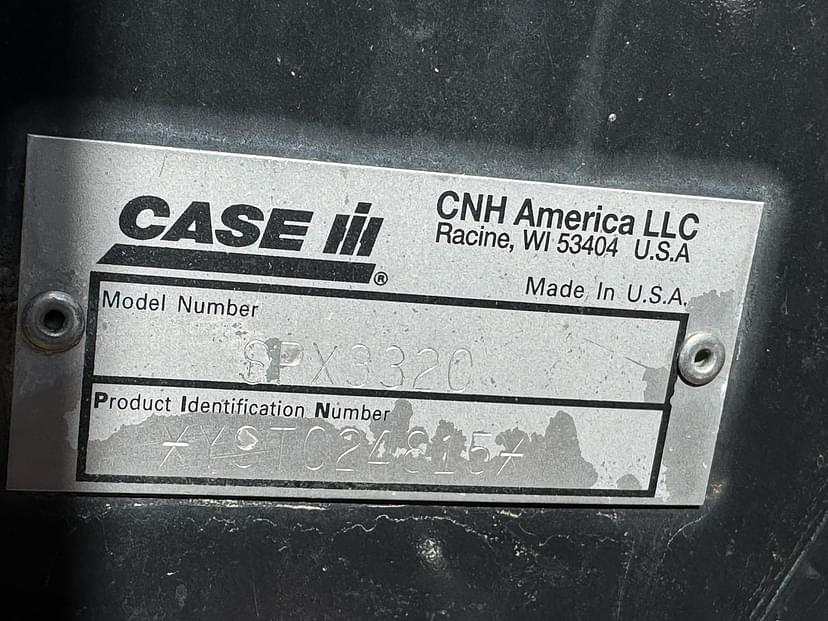 CASE IH ®
CNH America LLC
Racine, WI 53404 U.S.A
Made In U.S.A.
Model Number
SPX3320
Product Identification Number